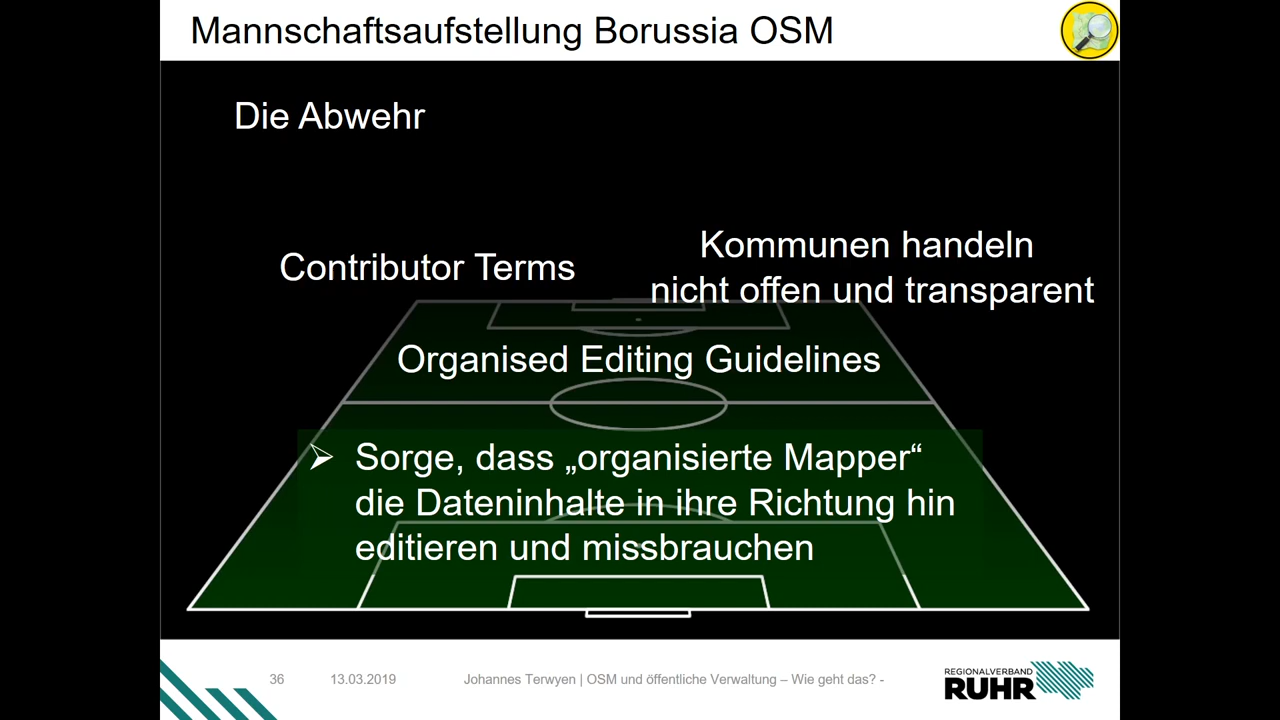 Mannschaftsaufstellung Borussia OSM
Die Abwehr
Contributor Terms
Kommunen handeln
nicht offen und transparent
Organised Editing Guidelines
Sorge, dass „organisierte Mapper“
die Dateninhalte in ihre Richtung hin
editieren und missbrauchen
36
13.03.2019
Johannes Terwyen | OSM und öffentliche Verwaltung – Wie geht das? -
REGIONALVERBAND
RUHR